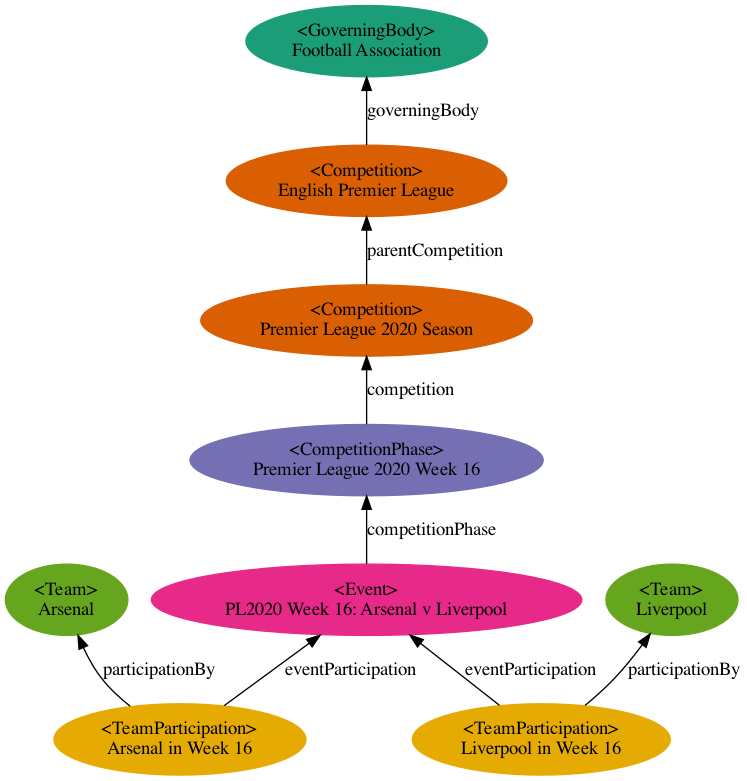 <GoverningBody>
Football Association
governingBody
<Competition>
English Premier League
parentCompetition
<Competition>
Premier League 2020 Season
competition
<CompetitionPhase>
Premier League 2020 Week 16
competitionPhase
<Team>
Arsenal
<Event>
PL2020 Week 16: Arsenal v Liverpool
<Team>
Liverpool
participationBy
eventParticipation
eventParticipation
participationBy
<TeamParticipation>
Arsenal in Week 16
<TeamParticipation>
Liverpool in Week 16